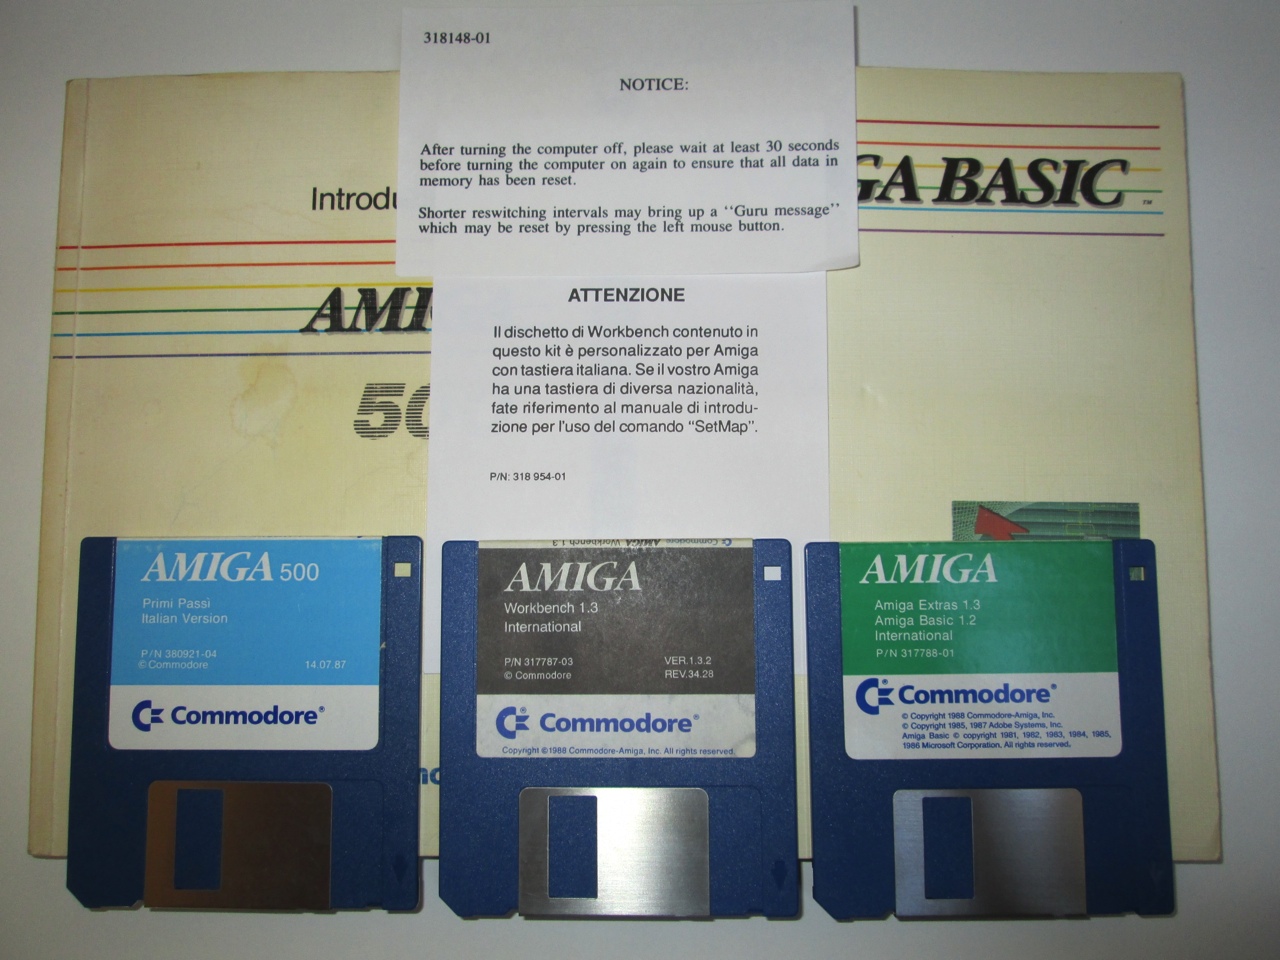 318148-01
NOTICE:
After turning the computer off, please wait at least 30 seconds
before turning the computer on again to ensure that all data in
memory has been reset.
Shorter reswitching intervals may bring up a ‘‘Guru message’’
which may be reset by pressing the left mouse button.
Introdu
AMI
50
GA BASIC™
ATTENZIONE
Il dischetto di Workbench contenuto in
questo kit è personalizzato per Amiga
con tastiera italiana. Se il vostro Amiga
ha una tastiera di diversa nazionalità,
fate riferimento al manuale di introdu-
zione per l'uso del comando “SetMap”.
P/N: 318 954-01
AMIGA 500
Primi Passi
Italian Version
P/N 380921-04
© Commodore 14.07.87
Commodore®
Commodore AMIGA Workbench 1.3
AMIGA
Workbench 1.3
International
P/N 317787-03 VER.1.3.2
© Commodore REV.34.28
Commodore®
Copyright ©1988 Commodore-Amiga, Inc. All rights reserved.
AMIGA
Amiga Extras 1.3
Amiga Basic 1.2
International
P/N 317788-01
Commodore®
© Copyright 1988 Commodore-Amiga, Inc.
© Copyright 1985, 1987 Adobe Systems, Inc.
Amiga Basic © copyright 1981, 1982, 1983, 1984, 1985,
1986 Microsoft Corporation. All rights reserved.